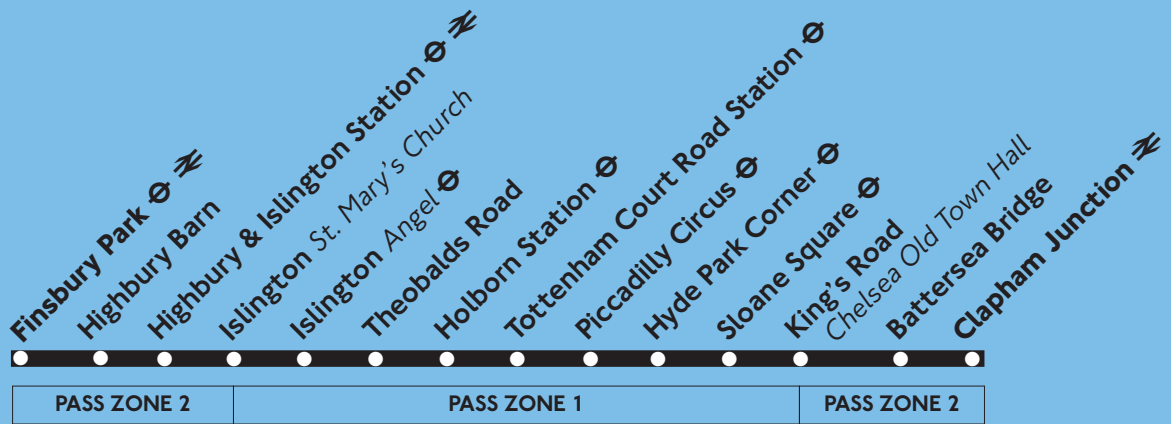 Finsbury Park
Highbury Barn
Highbury & Islington Station
Islington St. Mary's Church
Islington Angel
Theobalds Road
Holborn Station
Tottenham Court Road Station
Piccadilly Circus
Hyde Park Corner
Sloane Square
King's Road
Chelsea Old Town Hall
Battersea Bridge
Clapham Junction
PASS ZONE 2
PASS ZONE 1
PASS ZONE 2